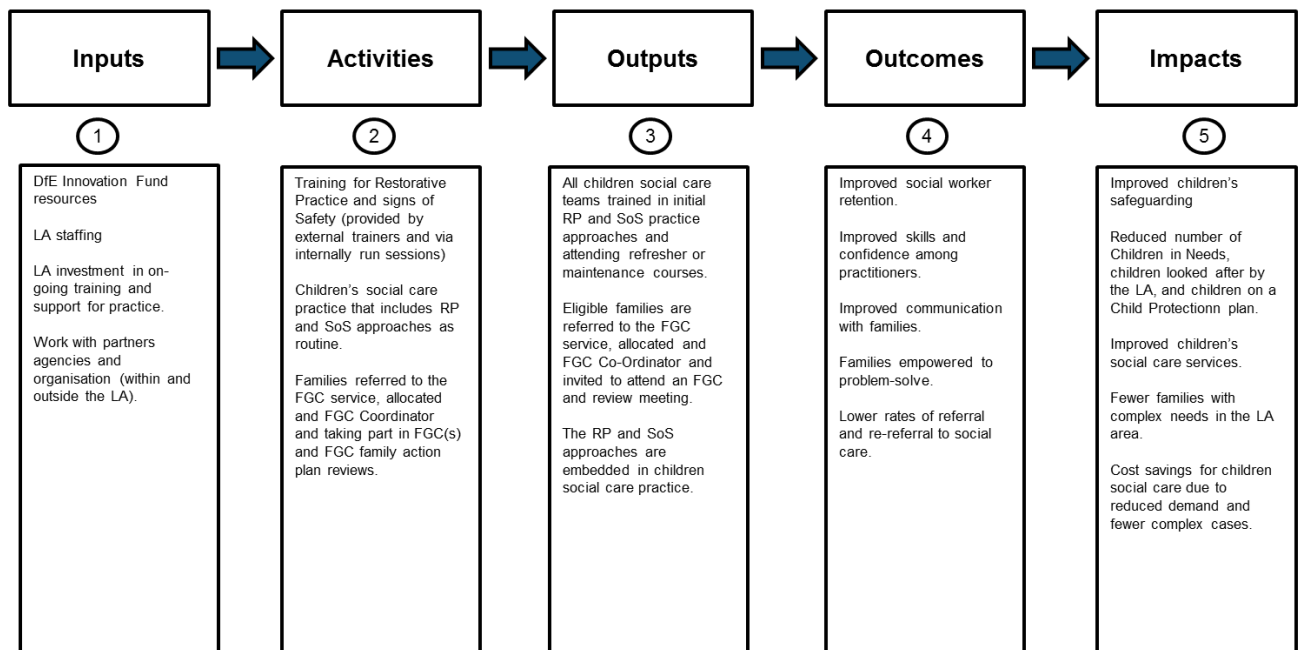 Inputs
Activities
Outputs
Outcomes
Impacts
1
2
3
4
5
DfE Innovation Fund
resources
LA staffing
LA investment in on-
going training and
support for practice.
Work with partners
agencies and
organisation (within and
outside the LA).
Training for Restorative
Practice and signs of
Safety (provided by
external trainers and via
internally run sessions)
Children's social care
practice that includes RP
and SoS approaches as
routine.
Families referred to the
FGC service, allocated
and FGC Coordinator
and taking part in FGC(s)
and FGC family action
plan reviews.
All children social care
teams trained in initial
RP and SoS practice
approaches and
attending refresher or
maintenance courses.
Eligible families are
referred to the FGC
service, allocated and
FGC Co-Ordinator and
invited to attend an FGC
and review meeting.
The RP and SoS
approaches are
embedded in children
social care practice.
Improved social worker
retention.
Improved skills and
confidence among
practitioners.
Improved communication
with families.
Families empowered to
problem-solve.
Lower rates of referral
and re-referral to social
care.
Improved children's
safeguarding
Reduced number of
Children in Needs,
children looked after by
the LA, and children on a
Child Protectionn plan.
Improved children's
social care services.
Fewer families with
complex needs in the LA
area.
Cost savings for children
social care due to
reduced demand and
fewer complex cases.